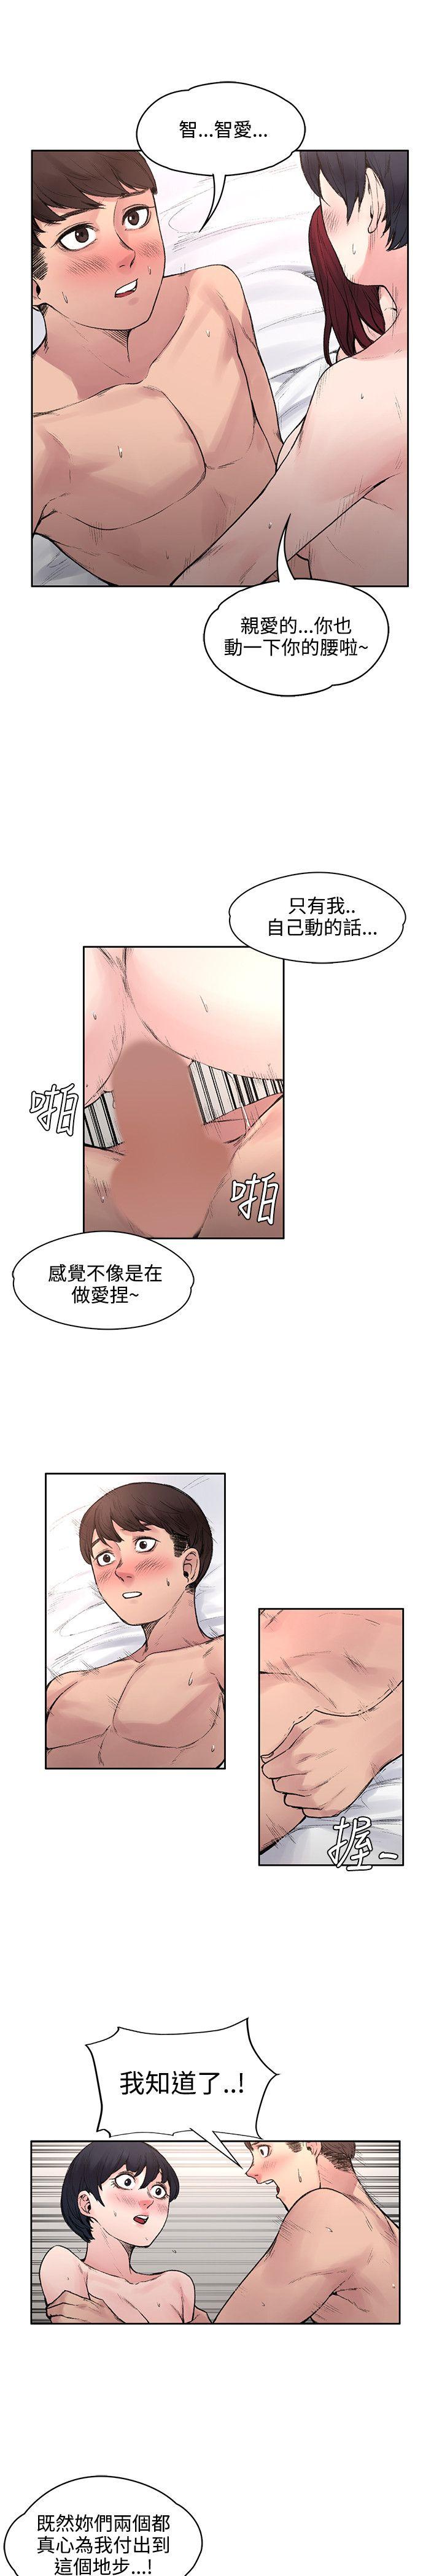 智...智愛...
親愛的...你也
動一下你的腰啦~
只有我..
自己動的話...
啪
啪
感覺不像是在
做愛捏~
握-
我知道了..!
既然妳們兩個都
真心為我付出到
這個地步...!